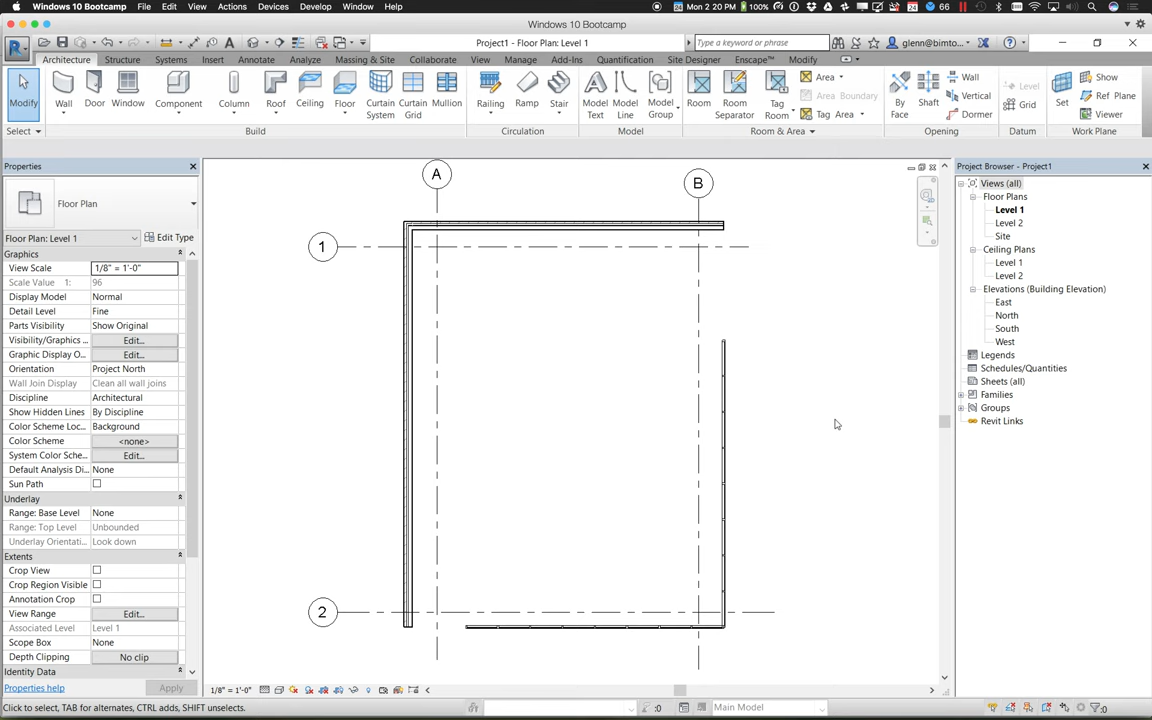 Windows 10 Bootcamp File Edit View Actions Devices Develop Window Help
Mon 2 2:20 PM 100% 24 66 Mon 2:20 PM
Windows 10 Bootcamp
Project1 - Floor Plan: Level 1
Type a keyword or phrase
glenn@bimto...
Architecture Structure Systems Insert Annotate Analyze Massing & Site Collaborate View Manage Add-Ins Quantification Site Designer Enscape™ Modify
Modify Wall Door Window Component Column Roof Ceiling Floor Curtain System Curtain Grid Mullion Railing Ramp Stair Model Text Model Line Model Group Room Room Separator Tag Room Area Area Boundary Tag Area By Face Shaft Wall Vertical Dormer Level Grid Set Show Ref Plane Viewer
Select Build Circulation Model Room & Area Opening Datum Work Plane
Properties
Floor Plan
Floor Plan: Level 1 Edit Type
Graphics
View Scale 1/8" = 1'-0"
Scale Value 1: 96
Display Model Normal
Detail Level Fine
Parts Visibility Show Original
Visibility/Graphics ... Edit...
Graphic Display O... Edit...
Orientation Project North
Wall Join Display Clean all wall joins
Discipline Architectural
Show Hidden Lines By Discipline
Color Scheme Loc... Background
Color Scheme <none>
System Color Sche... Edit...
Default Analysis Di... None
Sun Path
Underlay
Range: Base Level None
Range: Top Level Unbounded
Underlay Orientati... Look down
Extents
Crop View
Crop Region Visible
Annotation Crop
View Range Edit...
Associated Level Level 1
Scope Box None
Depth Clipping No clip
Identity Data
Properties help Apply
A
B
1
2
1/8" = 1'-0"
Project Browser - Project1
Views (all)
Floor Plans
Level 1
Level 2
Site
Ceiling Plans
Level 1
Level 2
Elevations (Building Elevation)
East
North
South
West
Legends
Schedules/Quantities
Sheets (all)
Families
Groups
Revit Links
Click to select, TAB for alternates, CTRL adds, SHIFT unselects.
:0
Main Model
:0